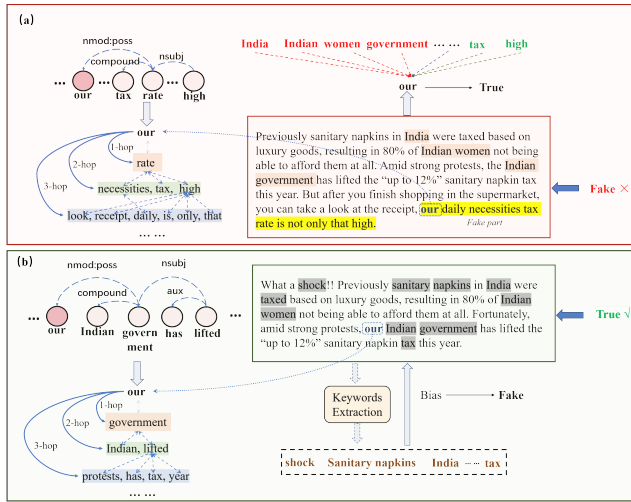 (a)
nmod:poss
compound
nsubj
... ... ...
our tax rate high
our
1-hop
rate
2-hop
necessities, tax, high
3-hop
look, receipt, daily, is, only, that
... ...
India Indian women government ... ... tax high
our True
Previously sanitary napkins in India were taxed based on
luxury goods, resulting in 80% of Indian women not being
able to afford them at all. Amid strong protests, the Indian
government has lifted the “up to 12%” sanitary napkin tax
this year. But after you finish shopping in the supermarket,
you can take a look at the receipt, our daily necessities tax
rate is not only that high.
Fake part
Fake ×
(b)
nmod:poss
nsubj
compound
aux
... ...
our Indian govern has lifted
ment
our
1-hop
government
2-hop
Indian, lifted
3-hop
protests, has, tax, year
... ...
What a shock!! Previously sanitary napkins in India were
taxed based on luxury goods, resulting in 80% of Indian
women not being able to afford them at all. Fortunately,
amid strong protests, our Indian government has lifted the
“up to 12%” sanitary napkin tax this year.
True √
Keywords
Extraction
Bias Fake
shock Sanitary napkins India ... tax